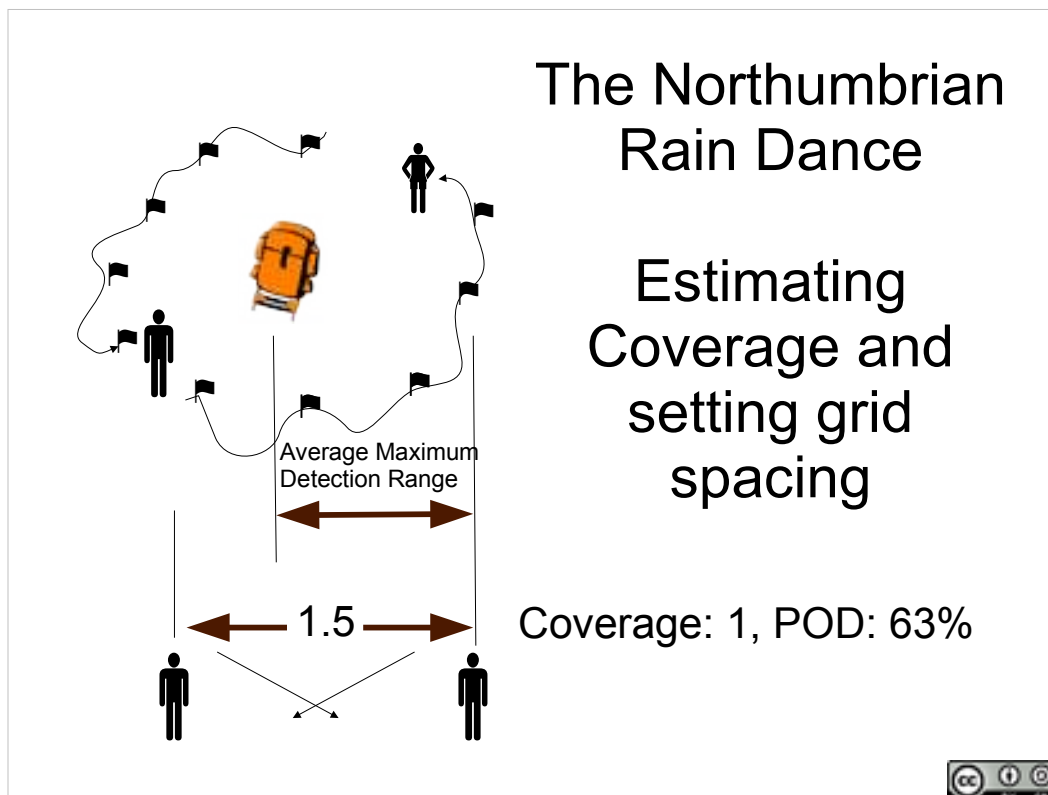 The Northumbrian
Rain Dance
Estimating
Coverage and
setting grid
spacing
Average Maximum
Detection Range
1.5
Coverage: 1, POD: 63%
cc